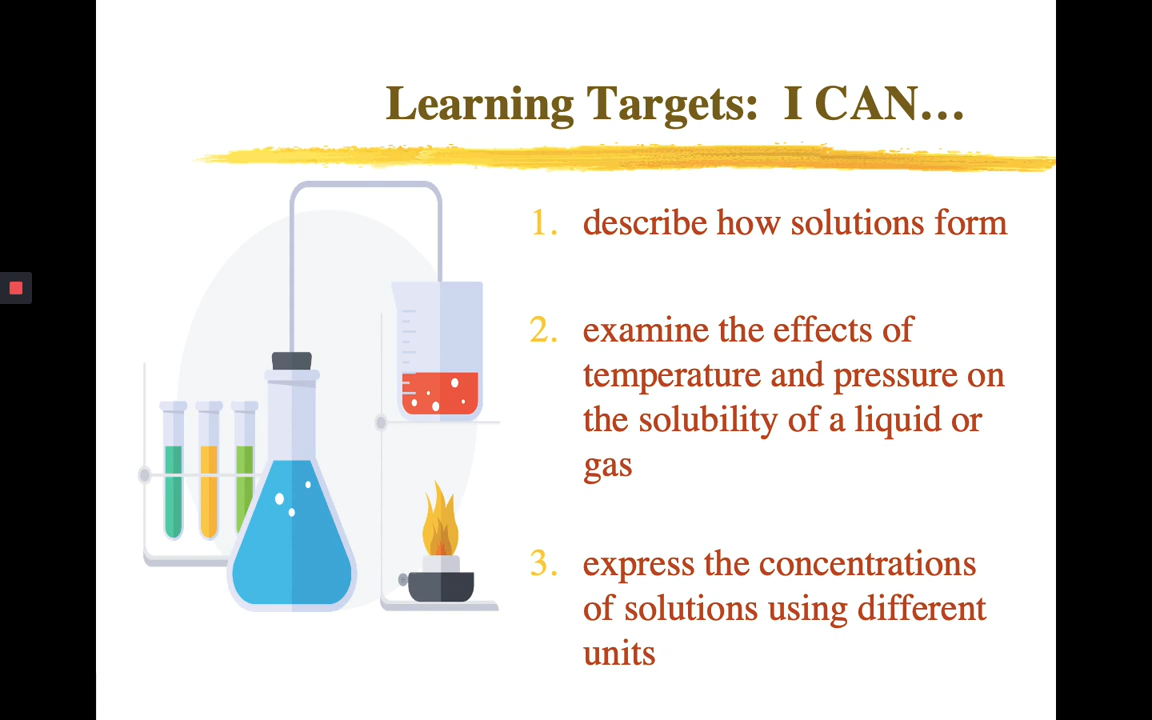 Learning Targets:  I CAN…
1. describe how solutions form
2. examine the effects of
temperature and pressure on
the solubility of a liquid or
gas
3. express the concentrations
of solutions using different
units